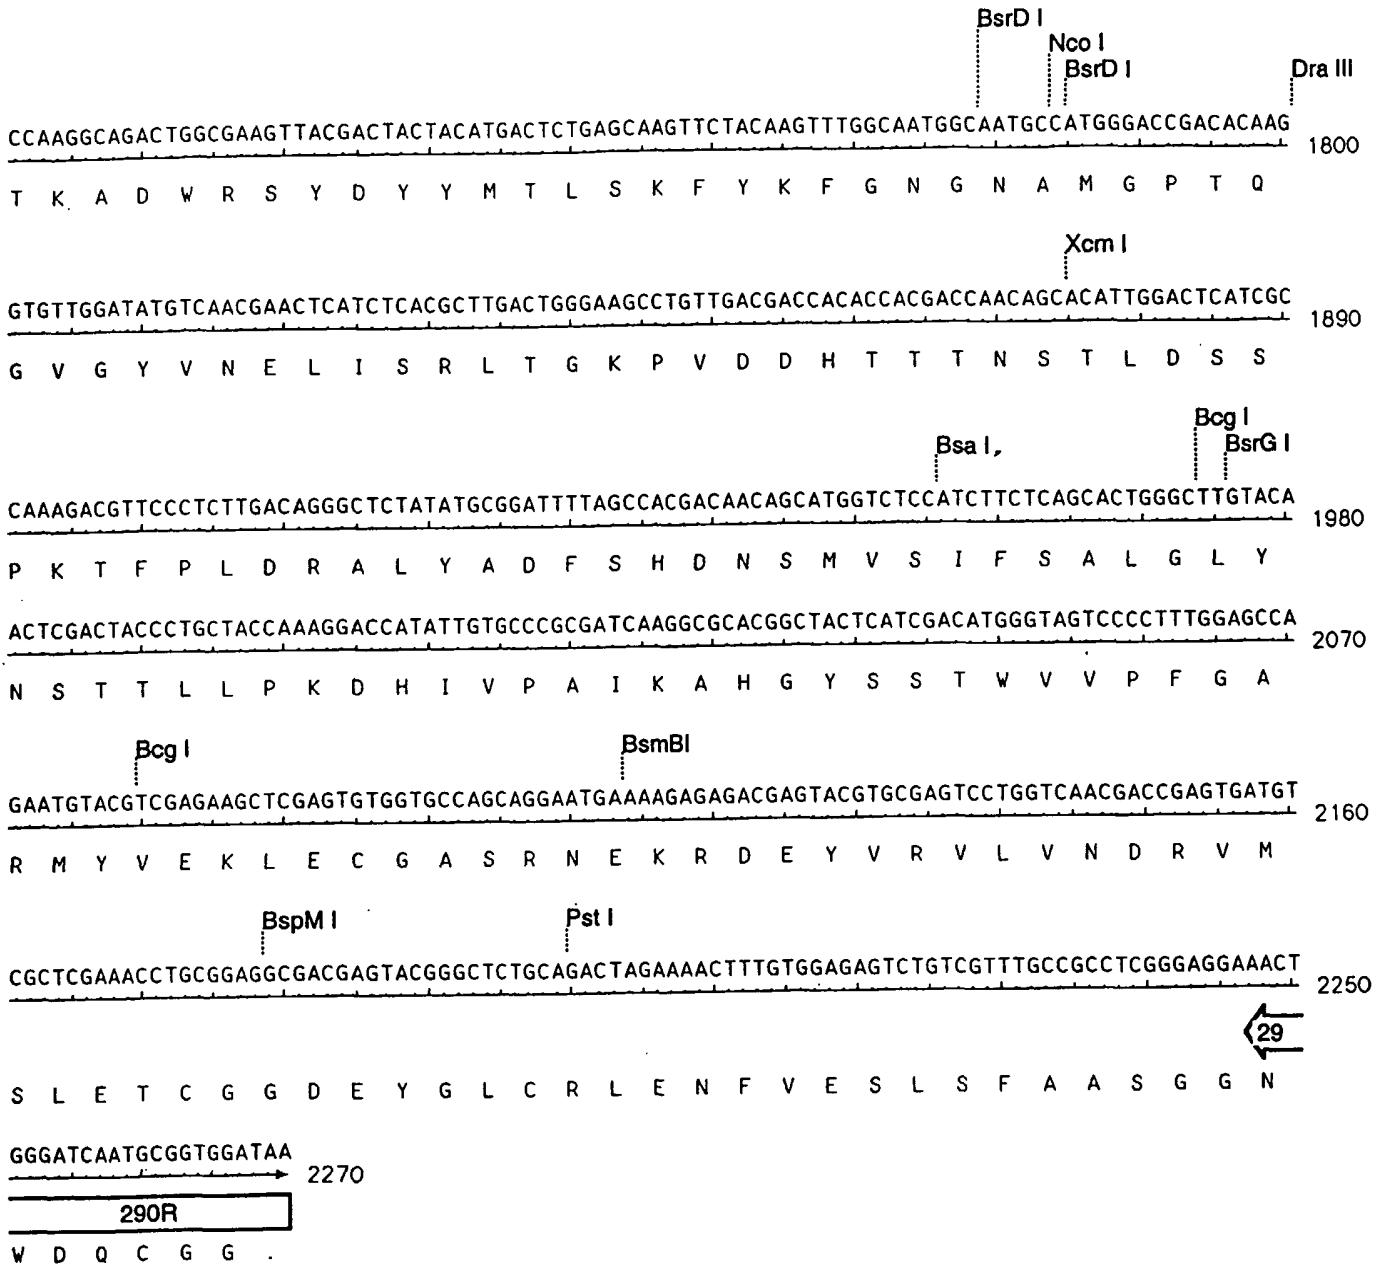 BsrD I
Nco I
BsrD I
Dra III
CCAAGGCAGACTGGCGAAGTTACGACTACTACATGACTCTGAGCAAGTTCTACAAGTTTGGCAATGGCAATGCCATGGGACCGACACAAG
1800
T K A D W R S Y D Y Y M T L S K F Y K F G N G N A M G P T Q
Xcm I
GTGTTGGATATGTCAACGAACTCATCTCACGCTTGACTGGGAAGCCTGTTGACGACCACACCACGACCAACAGCACATTGGACTCATCGC
1890
G V G Y V N E L I S R L T G K P V D D H T T T N S T L D S S
Bcg I
Bsa I,
BsrG I
CAAAGACGTTCCCTCTTGACAGGGCTCTATATGCGGATTTTAGCCACGACAACAGCATGGTCTCCATCTTCTCAGCACTGGGCTTGTACA
1980
P K T F P L D R A L Y A D F S H D N S M V S I F S A L G L Y
ACTCGACTACCCTGCTACCAAAGGACCATATTGTGCCCGCGATCAAGGCGCACGGCTACTCATCGACATGGGTAGTCCCCTTTGGAGCCA
2070
N S T T L L P K D H I V P A I K A H G Y S S T W V V P F G A
Bcg I
BsmBI
GAATGTACGTCGAGAAGCTCGAGTGTGGTGCCAGCAGGAATGAAAAGAGAGACGAGTACGTGCGAGTCCTGGTCAACGACCGAGTGATGT
2160
R M Y V E K L E C G A S R N E K R D E Y V R V L V N D R V M
BspM I
Pst I
CGCTCGAAACCTGCGGAGGCGACGAGTACGGGCTCTGCAGACTAGAAAACTTTGTGGAGAGTCTGTCGTTTGCCGCCTCGGGAGGAAACT
2250
29
S L E T C G G D E Y G L C R L E N F V E S L S F A A S G G N
GGGATCAATGCGGTGGATAA
2270
290R
W D Q C G G .